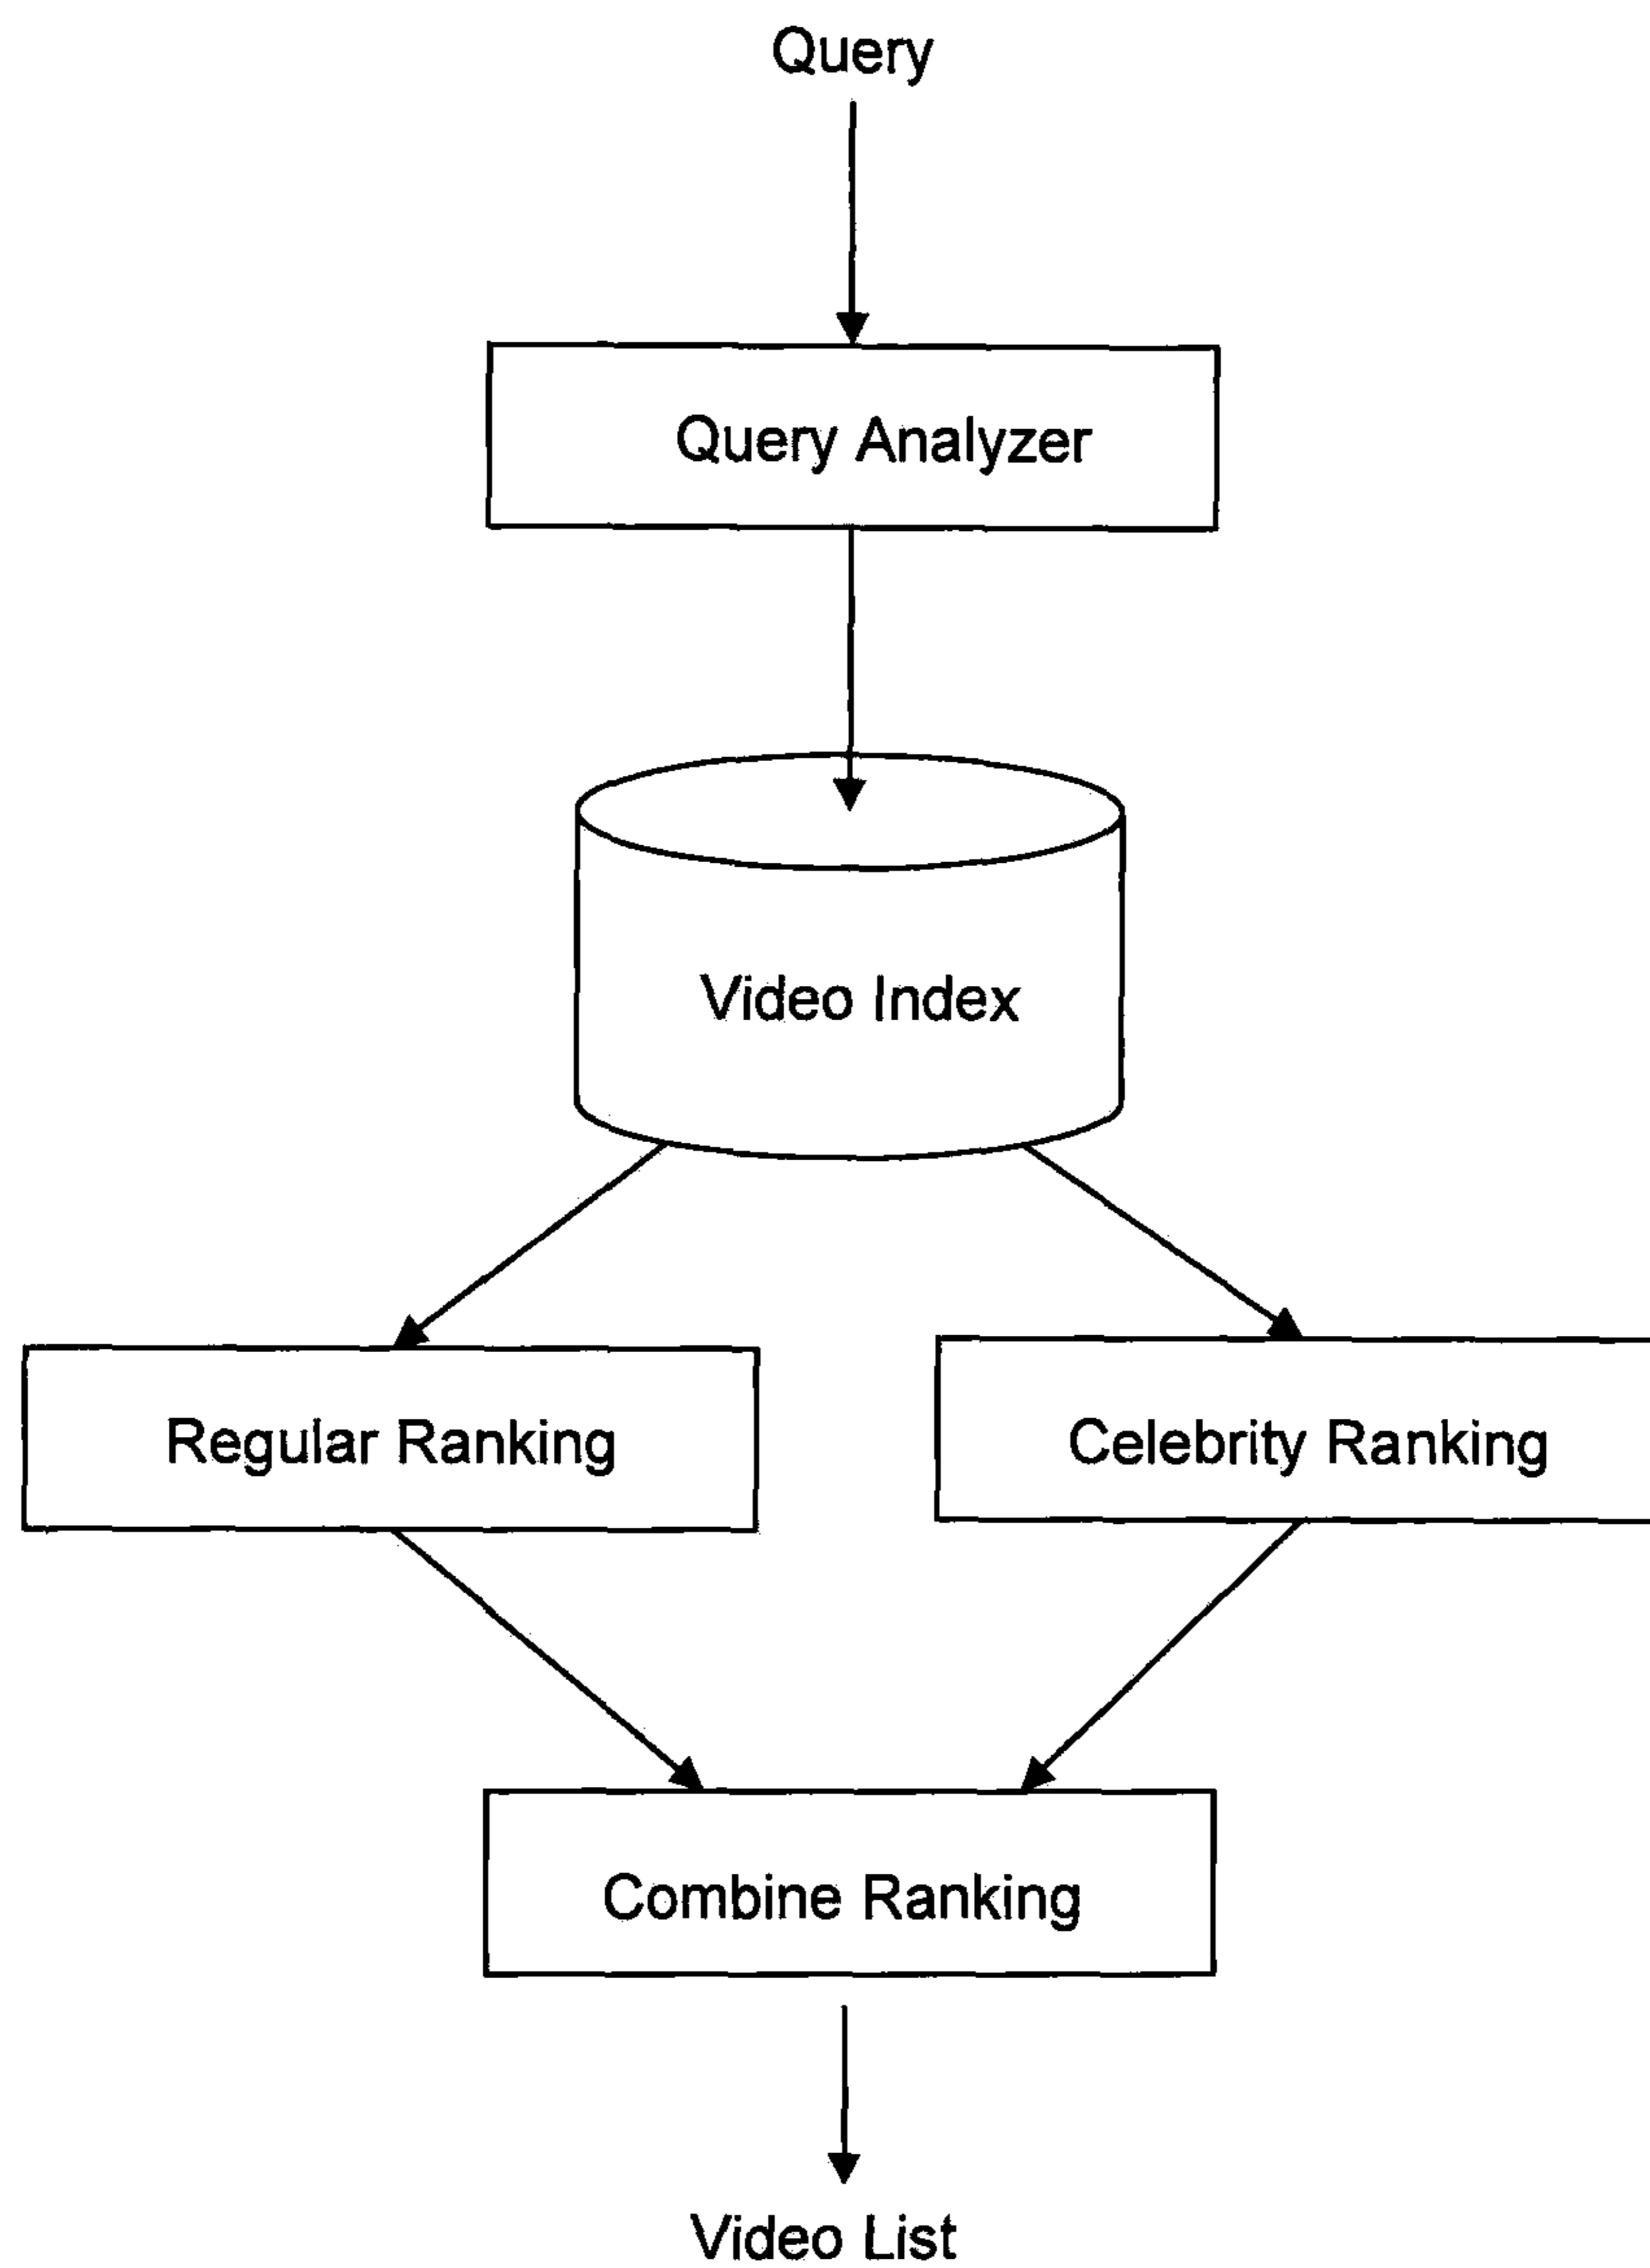 Query
Query Analyzer
Video Index
Regular Ranking
Celebrity Ranking
Combine Ranking
Video List